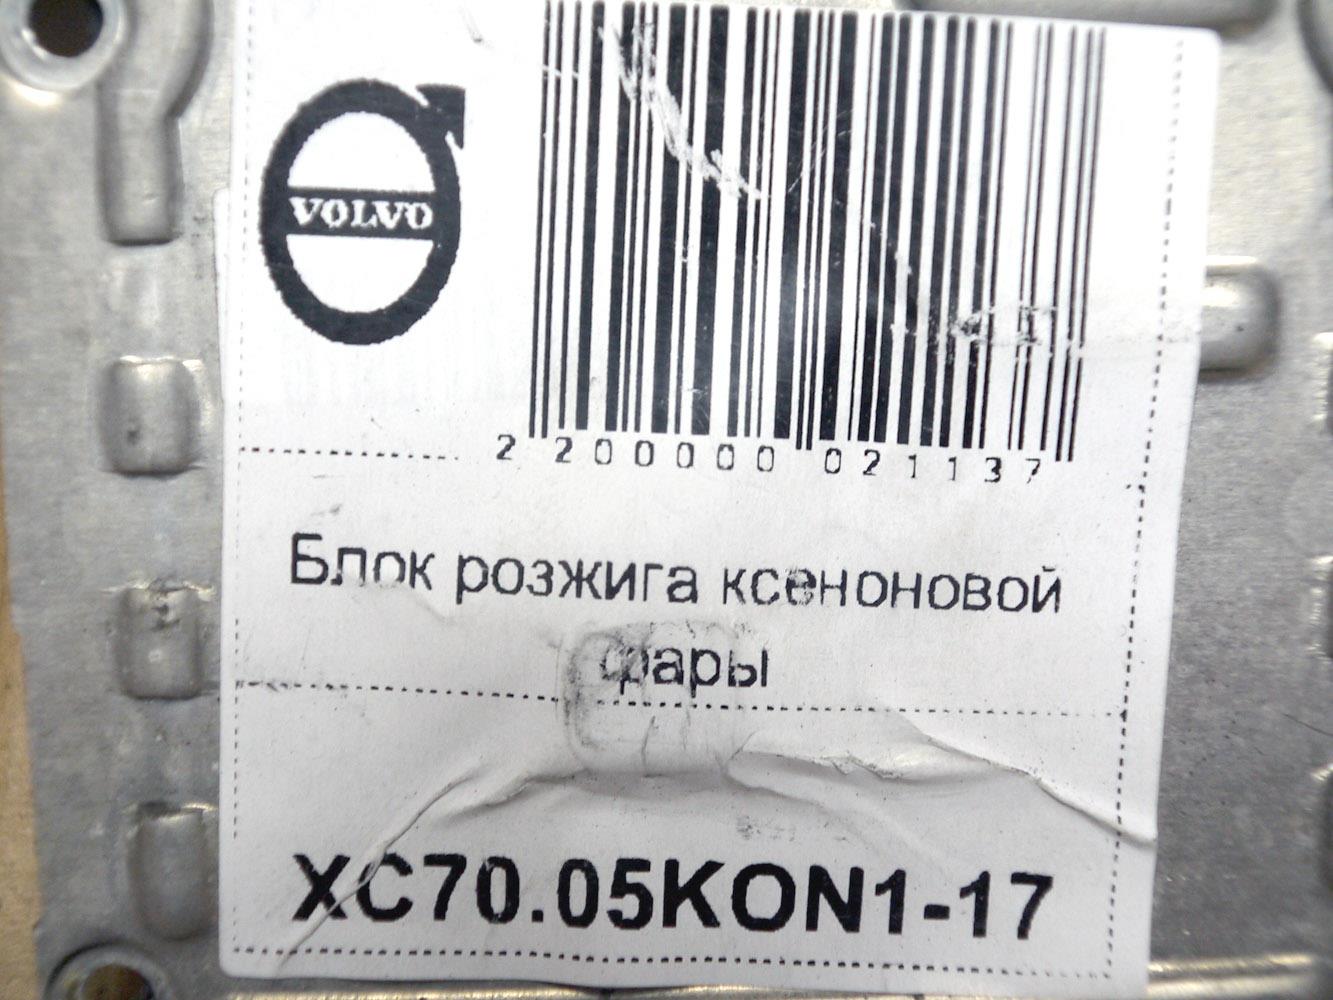 VOLVO
2 200000 021137
Блок розжига ксеноновой
фары
XC70.05KON1-17